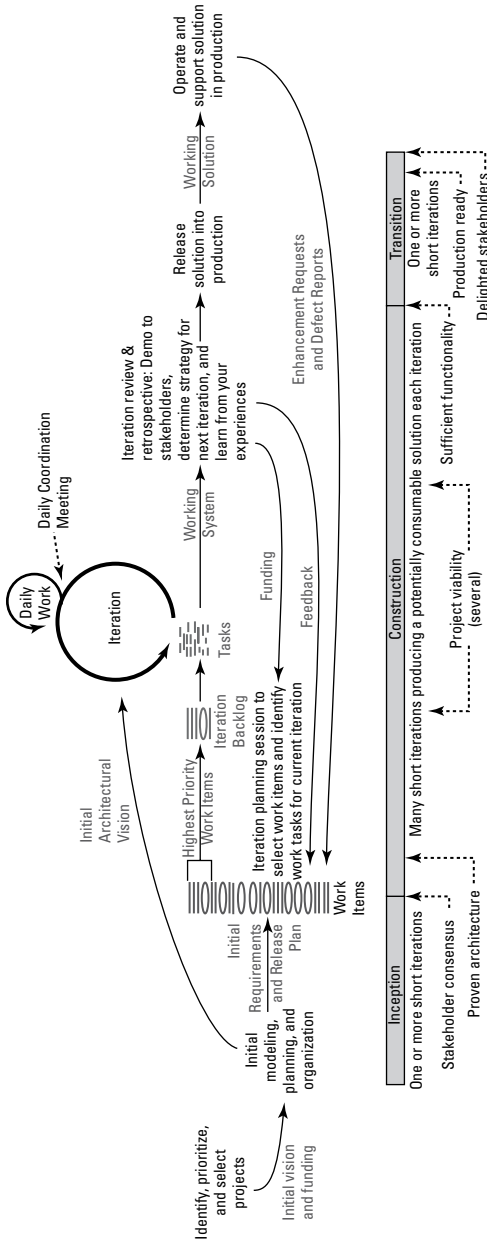 Identify, prioritize,
and select
projects
Initial vision
and funding
Initial
modeling,
planning, and
organization
Initial
Architectural
Vision
Initial
Requirements
and Release
Plan
Work
Items
Highest Priority
Work Items
Iteration
Backlog
Iteration planning session to
select work items and identify
work tasks for current iteration
Tasks
Iteration
Daily
Work
Daily Coordination
Meeting
Working
System
Funding
Feedback
Iteration review &
retrospective: Demo to
stakeholders,
determine strategy for
next iteration, and
learn from your
experiences
Release
solution into
production
Working
Solution
Operate and
support solution
in production
Enhancement Requests
and Defect Reports
Inception
Construction
Transition
One or more short iterations
Many short iterations producing a potentially consumable solution each iteration
One or more
short iterations
Stakeholder consensus
Proven architecture
Project viability
(several)
Sufficient functionality
Production ready
Delighted stakeholders